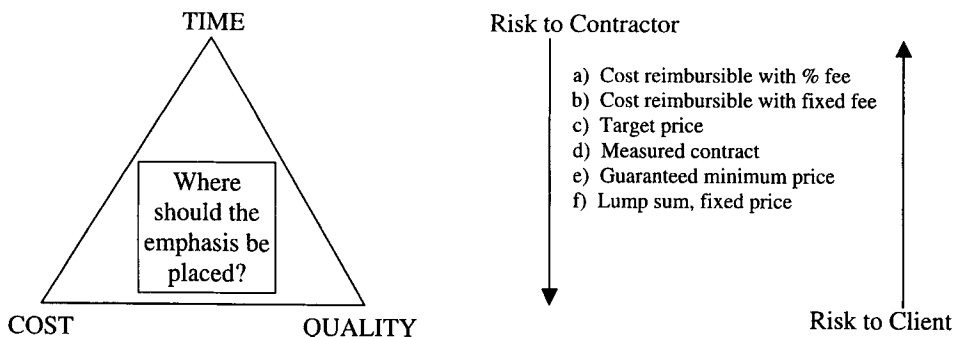 TIME
Where
should the
emphasis be
placed?
COST
QUALITY
Risk to Contractor
a) Cost reimbursible with % fee
b) Cost reimbursible with fixed fee
c) Target price
d) Measured contract
e) Guaranteed minimum price
f) Lump sum, fixed price
Risk to Client